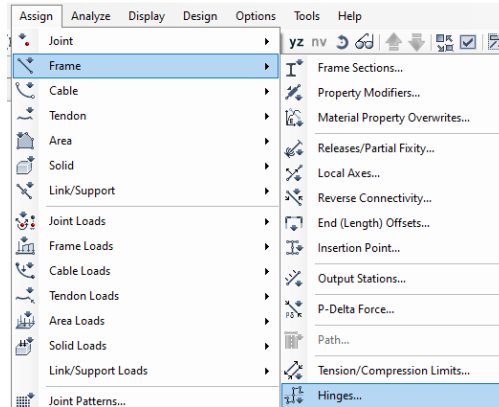 Assign Analyze Display Design Options Tools Help
yz nv
Joint
Frame
Cable
Tendon
Area
Solid
Link/Support
Joint Loads
Frame Loads
Cable Loads
Tendon Loads
Area Loads
Solid Loads
Link/Support Loads
Joint Patterns...
Frame Sections...
Property Modifiers...
Material Property Overwrites...
Releases/Partial Fixity...
Local Axes...
Reverse Connectivity...
End (Length) Offsets...
Insertion Point...
Output Stations...
P-Delta Force...
Path...
Tension/Compression Limits...
Hinges...